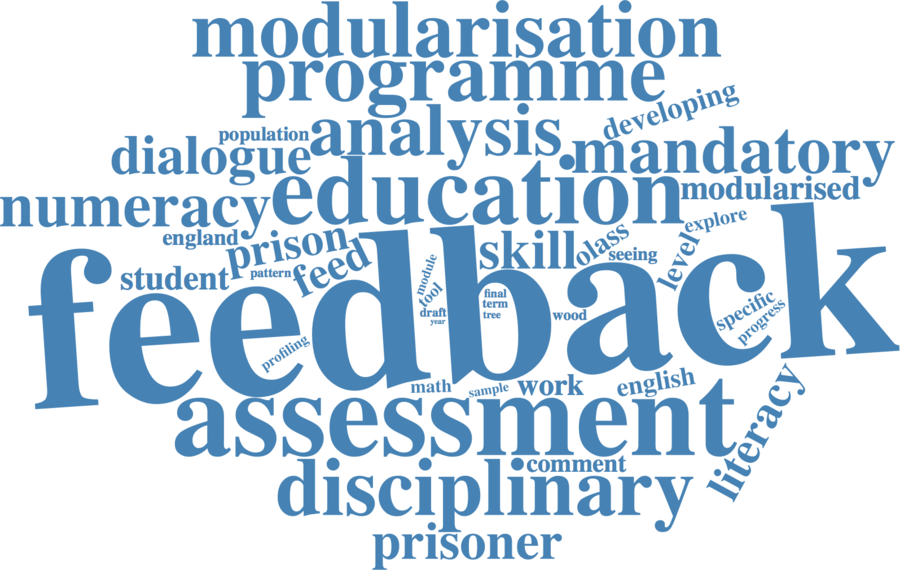 modularisation
programme
developing
population
analysis
dialogue
mandatory
education
modularised
numeracy
explore
england
prison
skill
olass
seeing
level
student
pattern
feed
feedback
module
tool
draft
year
final
term
tree
wood
specific
progress
profiling
math
sample
work
english
assessment
literacy
comment
disciplinary
prisoner